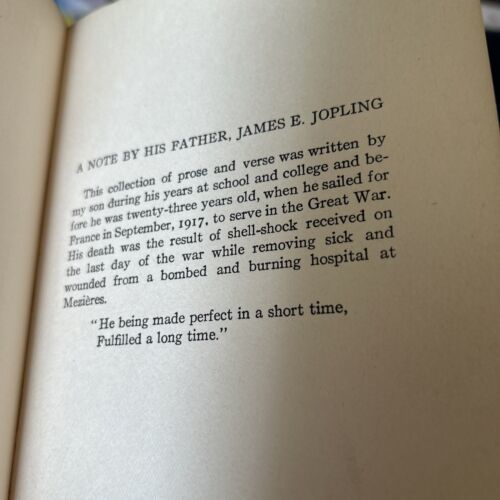 A NOTE BY HIS FATHER, JAMES E. JOPLING
This collection of prose and verse was written by
my son during his years at school and college and be-
fore he was twenty-three years old, when he sailed for
France in September, 1917, to serve in the Great War.
His death was the result of shell-shock received on
the last day of the war while removing sick and
wounded from a bombed and burning hospital at
Mezières.
"He being made perfect in a short time,
Fulfilled a long time."